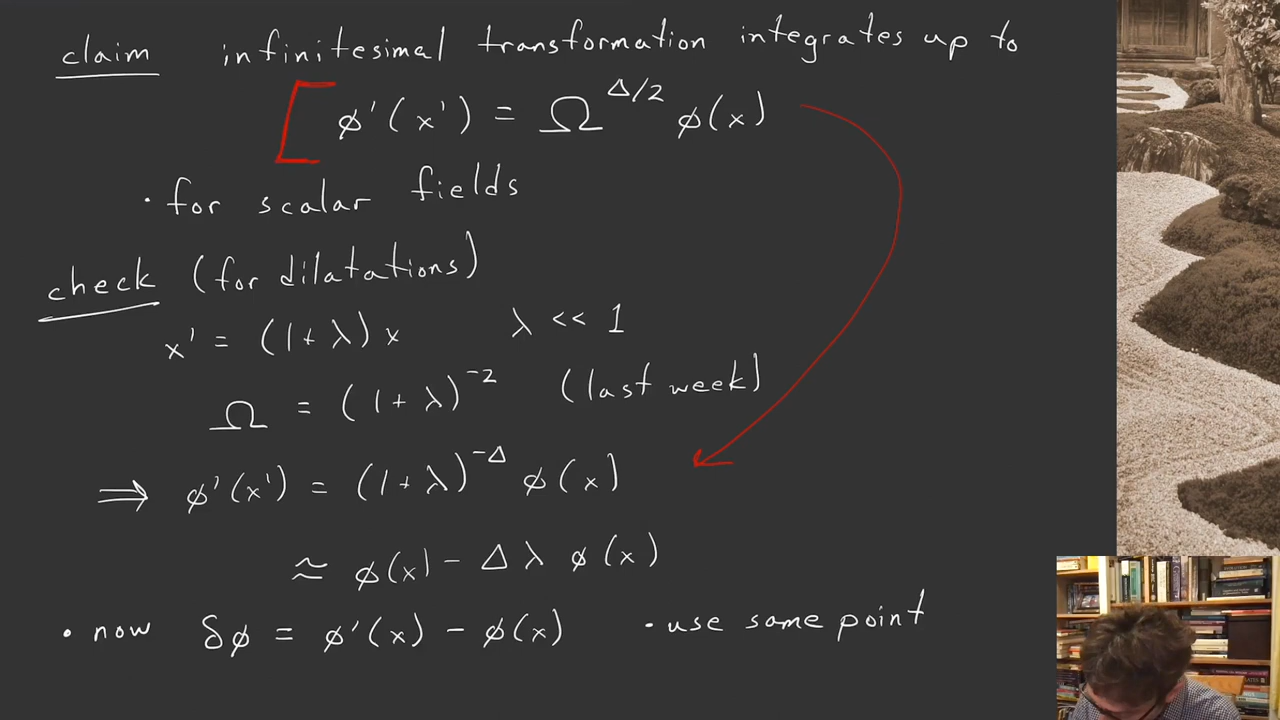 claim infinitesimal transformation integrates up to
ϕ'(x') = Ω^{Δ/2} ϕ(x)
· for scalar fields
check (for dilatations)
x' = (1+λ)x λ << 1
Ω = (1+λ)^{-2} (last week)
⇒ ϕ'(x') = (1+λ)^{-Δ} ϕ(x)
≈ ϕ(x) - Δ λ ϕ(x)
· now δϕ = ϕ'(x) - ϕ(x) · use same point